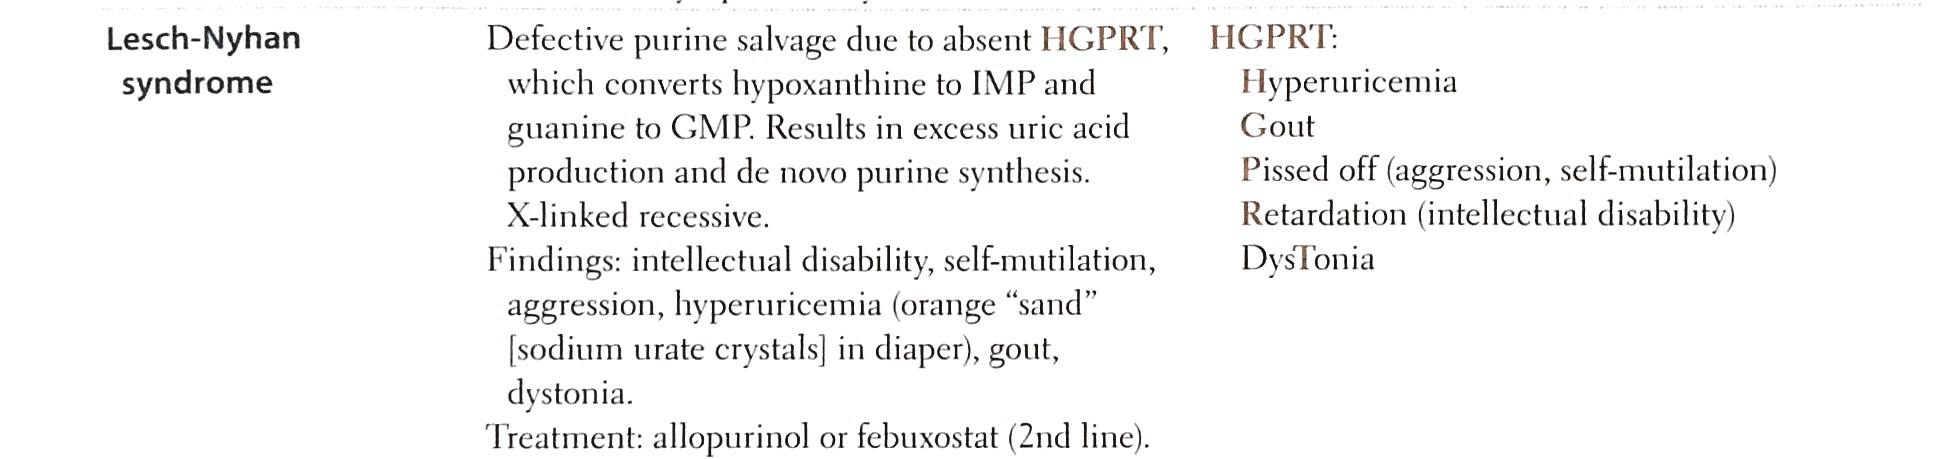 Lesch-Nyhan
syndrome
Defective purine salvage due to absent HGPRT,
which converts hypoxanthine to IMP and
guanine to GMP. Results in excess uric acid
production and de novo purine synthesis.
X-linked recessive.
Findings: intellectual disability, self-mutilation,
aggression, hyperuricemia (orange “sand”
[sodium urate crystals] in diaper), gout,
dystonia.
Treatment: allopurinol or febuxostat (2nd line).
HGPRT:
Hyperuricemia
Gout
Pissed off (aggression, self-mutilation)
Retardation (intellectual disability)
DysTonia